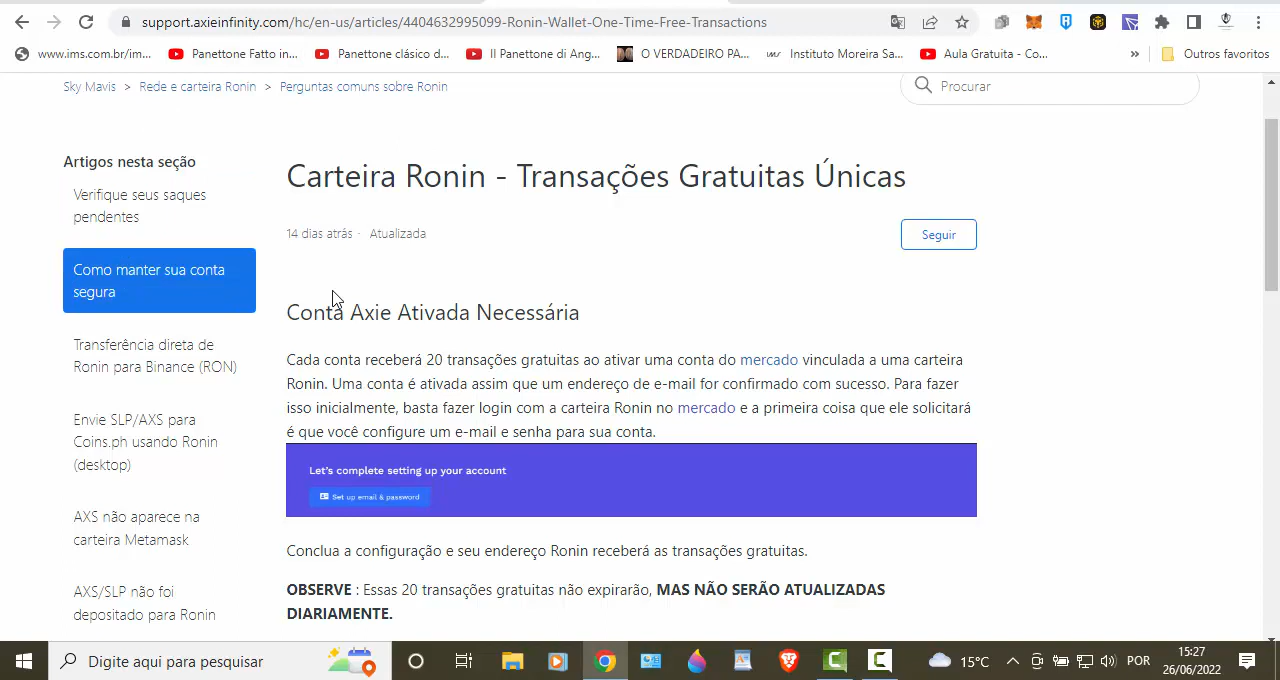 support.axieinfinity.com/hc/en-us/articles/4404632995099-Ronin-Wallet-One-Time-Free-Transactions
www.ims.com.br/im...
Panettone Fatto in...
Panettone clásico d...
Il Panettone di Ang...
O VERDADEIRO PA...
Instituto Moreira Sa...
Aula Gratuita - Co...
»
Outros favoritos
Sky Mavis > Rede e carteira Ronin > Perguntas comuns sobre Ronin
Procurar
Artigos nesta seção
Verifique seus saques
pendentes
Como manter sua conta
segura
Transferência direta de
Ronin para Binance (RON)
Envie SLP/AXS para
Coins.ph usando Ronin
(desktop)
AXS não aparece na
carteira Metamask
AXS/SLP não foi
depositado para Ronin
Carteira Ronin - Transações Gratuitas Únicas
14 dias atrás · Atualizada
Seguir
Conta Axie Ativada Necessária
Cada conta receberá 20 transações gratuitas ao ativar uma conta do mercado vinculada a uma carteira
Ronin. Uma conta é ativada assim que um endereço de e-mail for confirmado com sucesso. Para fazer
isso inicialmente, basta fazer login com a carteira Ronin no mercado e a primeira coisa que ele solicitará
é que você configure um e-mail e senha para sua conta.
Let's complete setting up your account
Set up email & password
Conclua a configuração e seu endereço Ronin receberá as transações gratuitas.
OBSERVE : Essas 20 transações gratuitas não expirarão, MAS NÃO SERÃO ATUALIZADAS
DIARIAMENTE.
Digite aqui para pesquisar
15°C
POR
15:27
26/06/2022